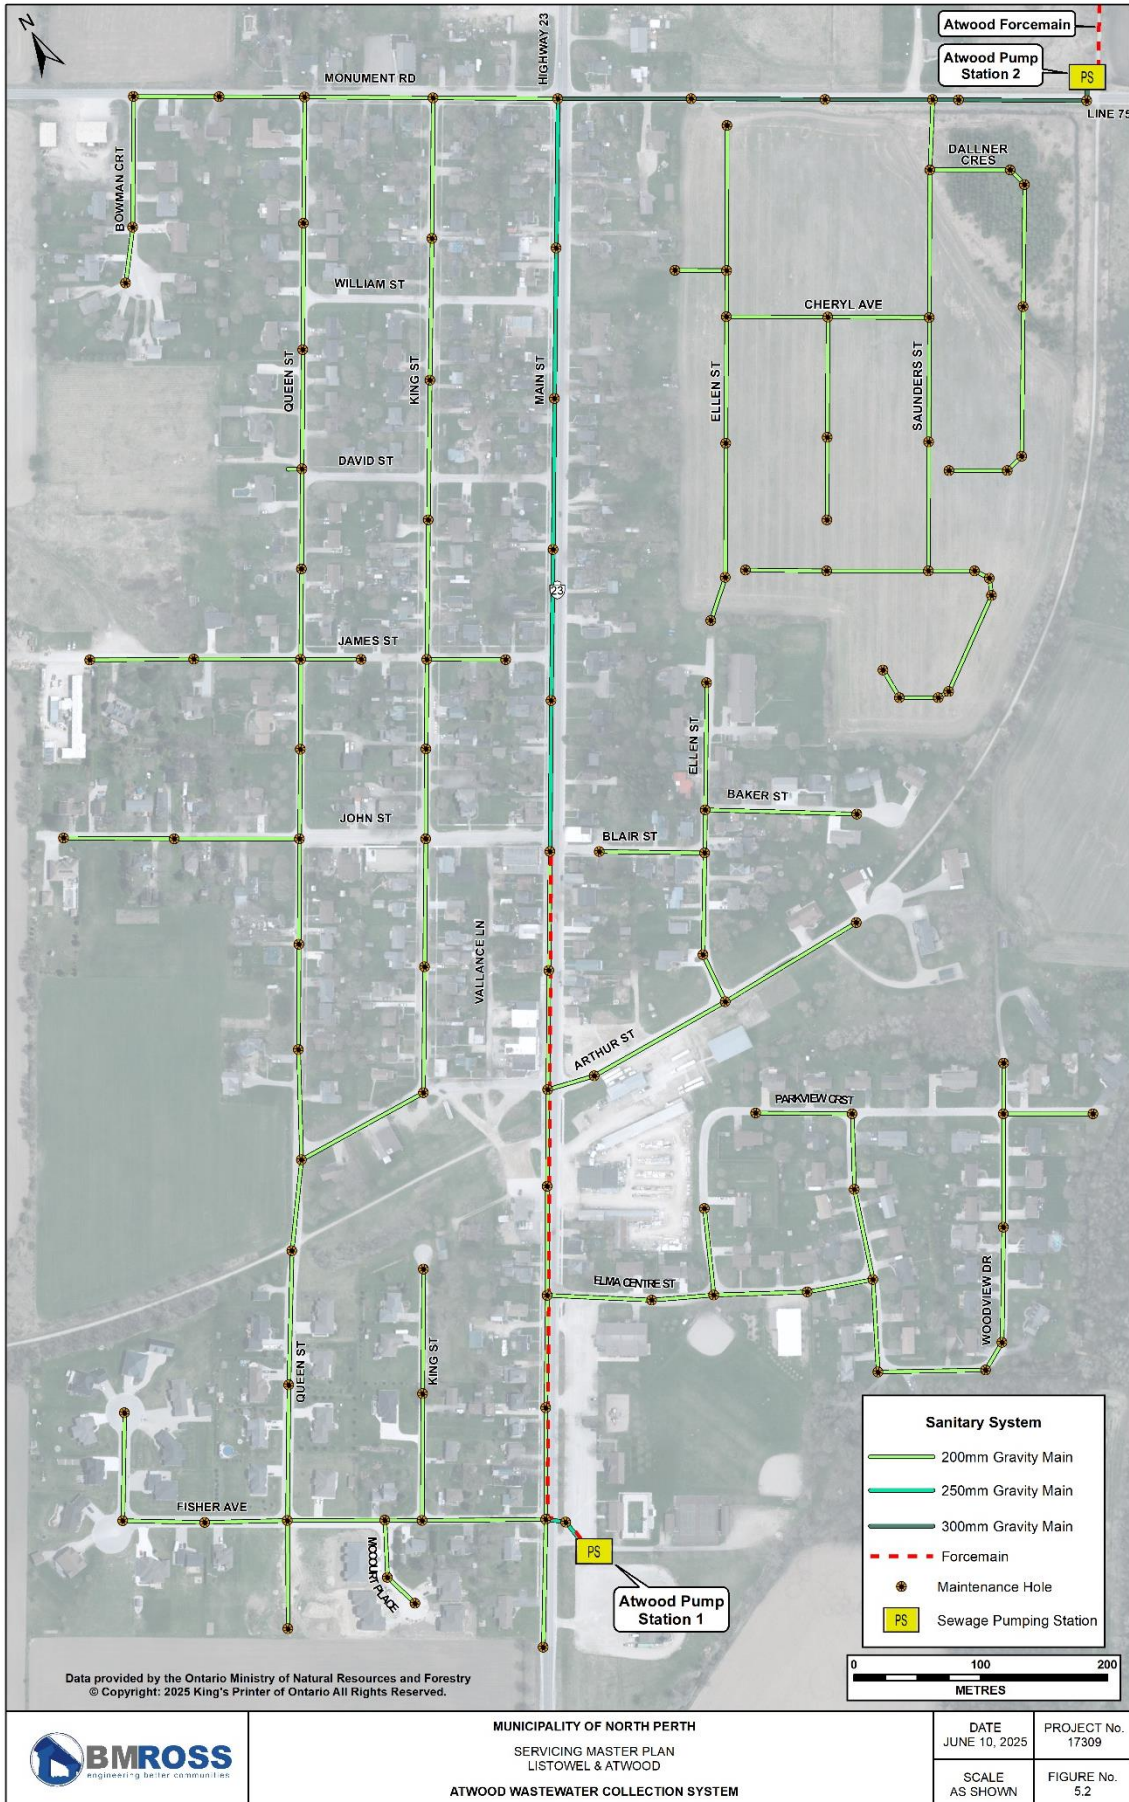 N
HIGHWAY 23
Atwood Forcemain
Atwood Pump
Station 2
PS
MONUMENT RD
LINE 75
BOWMAN CRT
DALLNER
CRES
WILLIAM ST
CHERYL AVE
QUEEN ST
KING ST
MAIN ST
ELLEN ST
SAUNDERS ST
DAVID ST
23
JAMES ST
ELLEN ST
BAKER ST
JOHN ST
BLAIR ST
VALLANCE LN
ARTHUR ST
PARKVIEW CRST
ELMA CENTRE ST
WOODVIEW DR
QUEEN ST
KING ST
FISHER AVE
MCCOURT PLACE
PS
Atwood Pump
Station 1
Sanitary System
200mm Gravity Main
250mm Gravity Main
300mm Gravity Main
Forcemain
Maintenance Hole
PS Sewage Pumping Station
0 100 200
METRES
Data provided by the Ontario Ministry of Natural Resources and Forestry
© Copyright: 2025 King's Printer of Ontario All Rights Reserved.
BMROSS
engineering better communities
MUNICIPALITY OF NORTH PERTH
SERVICING MASTER PLAN
LISTOWEL & ATWOOD
ATWOOD WASTEWATER COLLECTION SYSTEM
DATE
JUNE 10, 2025
PROJECT No.
17309
SCALE
AS SHOWN
FIGURE No.
5.2